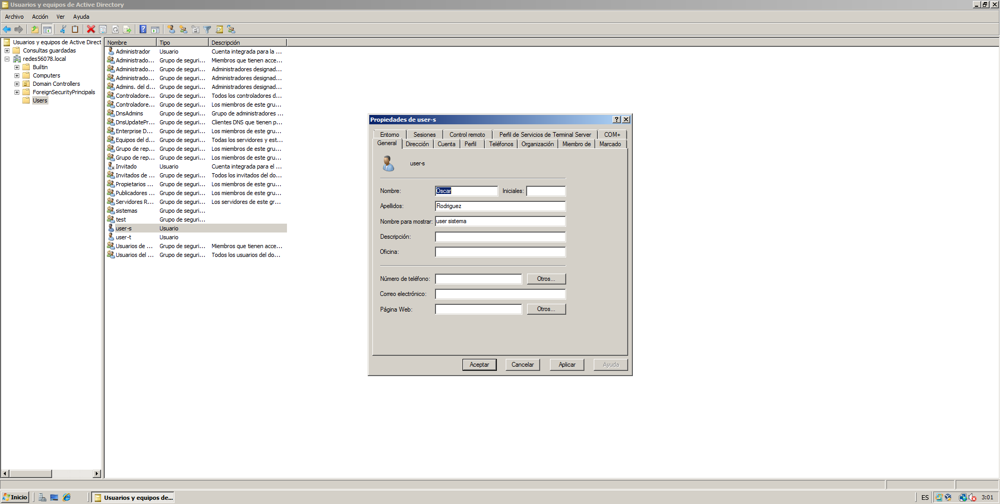 Usuarios y equipos de Active Directory
Archivo Acción Ver Ayuda
Usuarios y equipos de Active Direct
Consultas guardadas
redes56078.local
Builtin
Computers
Domain Controllers
ForeignSecurityPrincipals
Users
Nombre Tipo Descripción
Administrador Usuario Cuenta integrada para la ...
Administrado... Grupo de seguri... Miembros que tienen acce...
Administrado... Grupo de seguri... Administradores designad...
Administrado... Grupo de seguri... Administradores designad...
Admins. del d... Grupo de seguri... Administradores designad...
Controladore... Grupo de seguri... Todos los controladores d...
Controladore... Grupo de seguri... Los miembros de este gru...
DnsAdmins Grupo de seguri... Grupo de administradores ...
DnsUpdatePr... Grupo de seguri... Clientes DNS que tienen p...
Enterprise D... Grupo de seguri... Los miembros de este gru...
Equipos del d... Grupo de seguri... Todas los servidores y est...
Grupo de rep... Grupo de seguri... Los miembros de este gru...
Grupo de rep... Grupo de seguri... Los miembros de este gru...
Invitado Usuario Cuenta integrada para el ...
Invitados de ... Grupo de seguri... Todos los invitados del do...
Propietarios ... Grupo de seguri... Los miembros de este gru...
Publicadores ... Grupo de seguri... Los miembros de este gru...
Servidores R... Grupo de seguri... Los servidores de este gr...
sistemas Grupo de seguri...
test Grupo de seguri...
user-s Usuario
user-t Usuario
Usuarios de ... Grupo de seguri... Miembros que tienen acce...
Usuarios del ... Grupo de seguri... Todos los usuarios del do...
Propiedades de user-s
Entorno Sesiones Control remoto Perfil de Servicios de Terminal Server COM+
General Dirección Cuenta Perfil Teléfonos Organización Miembro de Marcado
user-s
Nombre: Oscar Iniciales:
Apellidos: Rodriguez
Nombre para mostrar: user sistema
Descripción:
Oficina:
Número de teléfono: Otros...
Correo electrónico:
Página Web: Otros...
Aceptar Cancelar Aplicar Ayuda
Inicio Usuarios y equipos de... ES 3:01